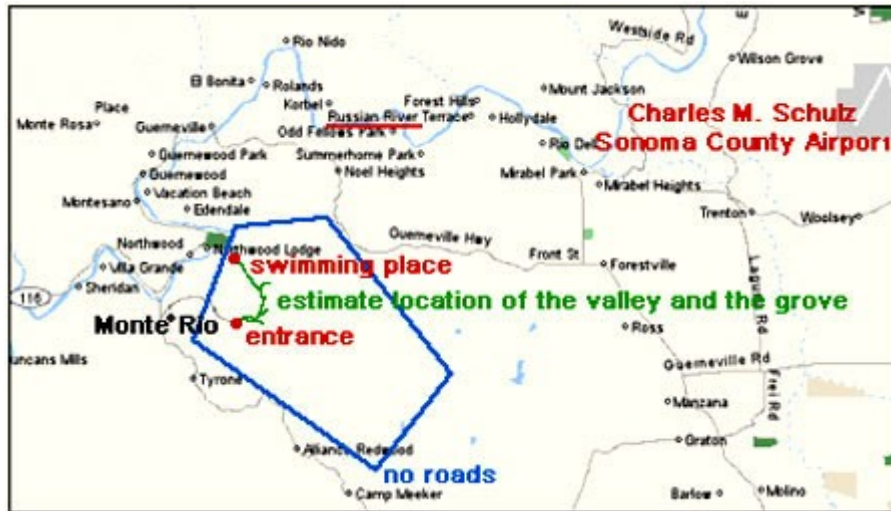 Westside Rd
Rio Nido
Wilson Grove
El Bonita
Rolands
Mount Jackson
Place
Korbel
Forest Hills
Charles M. Schulz
Monte Rosa
Guerneville
Russian River
Terrace
Hollydale
Odd Fellows Park
Sonoma County Airport
Rio Dell
Guernewood Park
Summerhome Park
Guernewood
Noel Heights
Mirabel Park
Mirabel Heights
Vacation Beach
Montesano
Edendale
Trenton
Woolsey
Guerneville Hwy
Northwood
Northwood Lodge
Front St
Villa Grande
swimming place
Forestville
Sheridan
116
estimate location of the valley and the grove
Laguna Rd
Monte Rio
entrance
Ross
Duncans Mills
Guerneville Rd
Tyrone
Frei Rd
Manzana
Graton
Alliance Redwood
no roads
Camp Meeker
Barlow
Molino